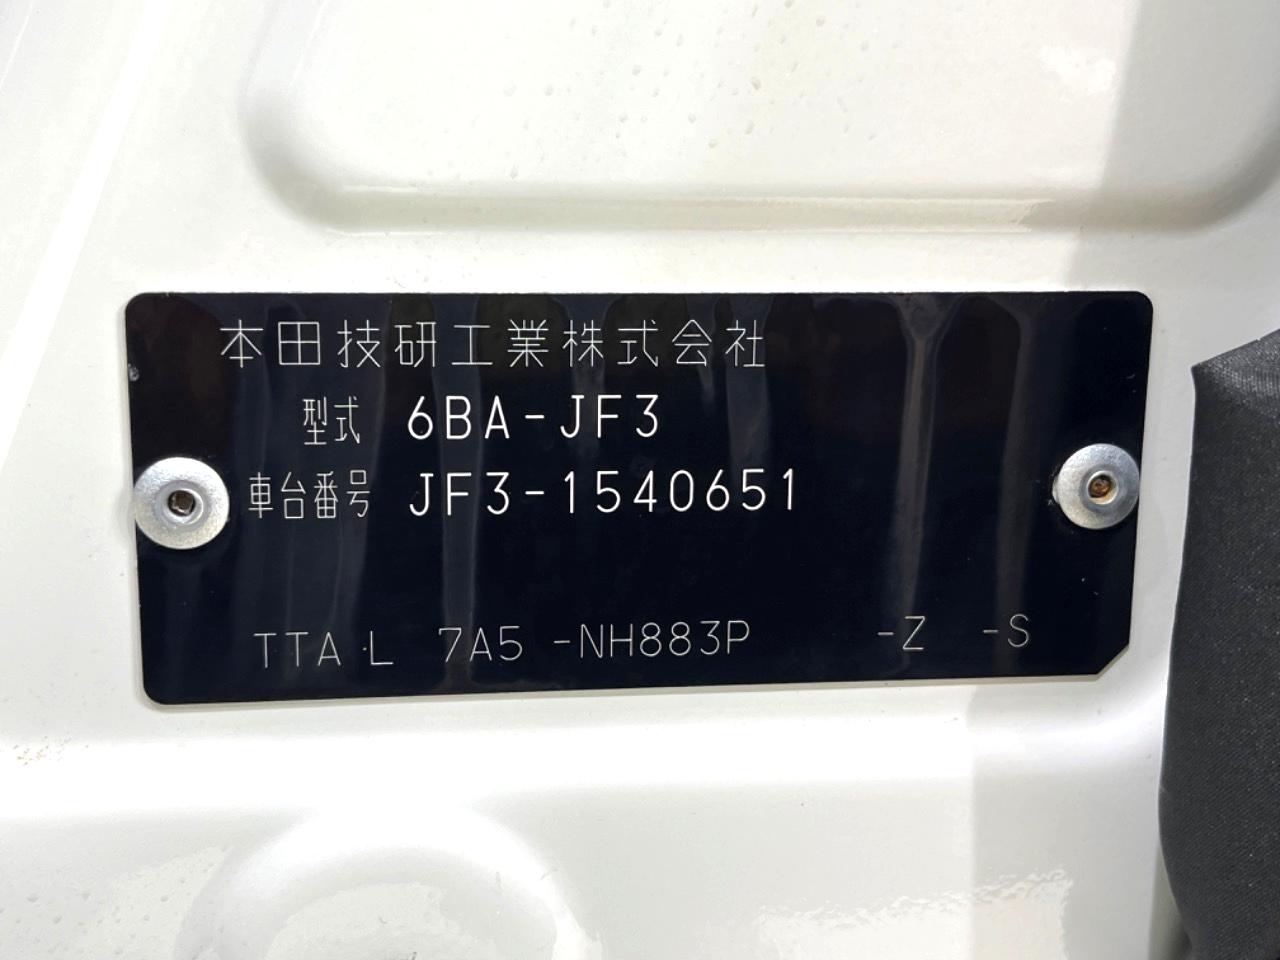 本田技研工業株式会社
型式 6BA-JF3
車台番号 JF3-1540651
TTA·L 7A5 -NH883P -Z -S